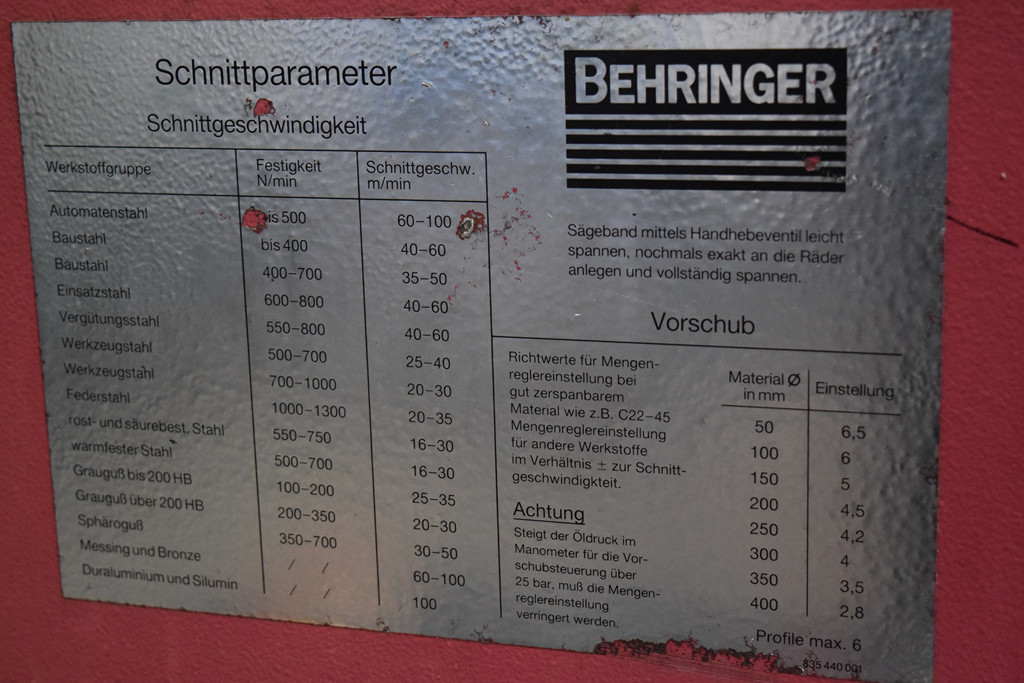 Schnittparameter
Schnittgeschwindigkeit
Werkstoffgruppe Festigkeit N/min Schnittgeschw. m/min
Automatenstahl bis 500 60–100
Baustahl bis 400 40–60
Baustahl 400–700 35–50
Einsatzstahl 600–800 40–60
Vergütungsstahl 550–800 40–60
Werkzeugstahl 500–700 25–40
Werkzeugstahl 700–1000 20–30
Federstahl 1000–1300 20–35
rost- und säurebest. Stahl 550–750 16–30
warmfester Stahl 500–700 16–30
Grauguß bis 200 HB 100–200 25–35
Grauguß über 200 HB 200–350 20–30
Sphäroguß 350–700 30–50
Messing und Bronze / / 60–100
Duraluminium und Silumin / / 100
BEHRINGER
Sägeband mittels Handhebeventil leicht
spannen, nochmals exakt an die Räder
anlegen und vollständig spannen.
Vorschub
Richtwerte für Mengen-
reglereinstellung bei
gut zerspanbarem
Material wie z.B. C22–45
Mengenreglereinstellung
für andere Werkstoffe
im Verhältnis ± zur Schnitt-
geschwindigkteit.
Achtung
Steigt der Öldruck im
Manometer für die Vor-
schubsteuerung über
25 bar, muß die Mengen-
reglereinstellung
verringert werden.
Material Ø in mm Einstellung
50 6,5
100 6
150 5
200 4,5
250 4,2
300 4
350 3,5
400 2,8
Profile max. 6
835 440 001